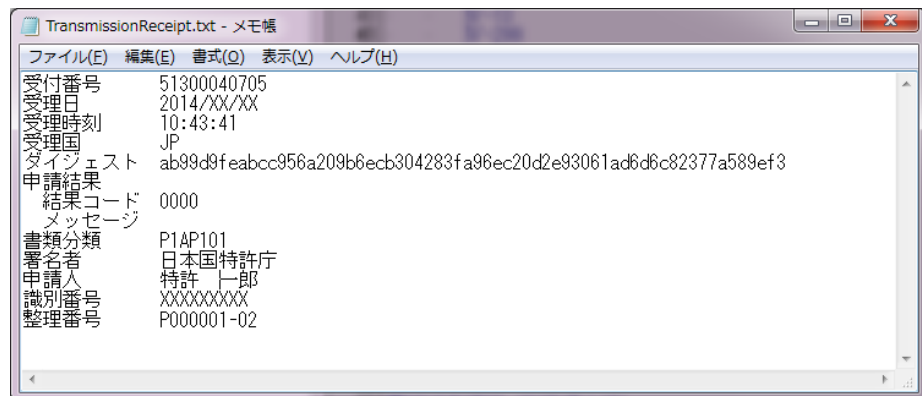 TransmissionReceipt.txt - メモ帳
ファイル(F) 編集(E) 書式(O) 表示(V) ヘルプ(H)
受付番号 51300040705
受理日 2014/XX/XX
受理時刻 10:43:41
受理国 JP
ダイジェスト ab99d9feabcc956a209b6ecb304283fa96ec20d2e93061ad6d6c82377a589ef3
申請結果
結果コード 0000
メッセージ
書類分類 P1AP101
署名者 日本国特許庁
申請人 特許 一郎
識別番号 XXXXXXXXX
整理番号 P000001-02